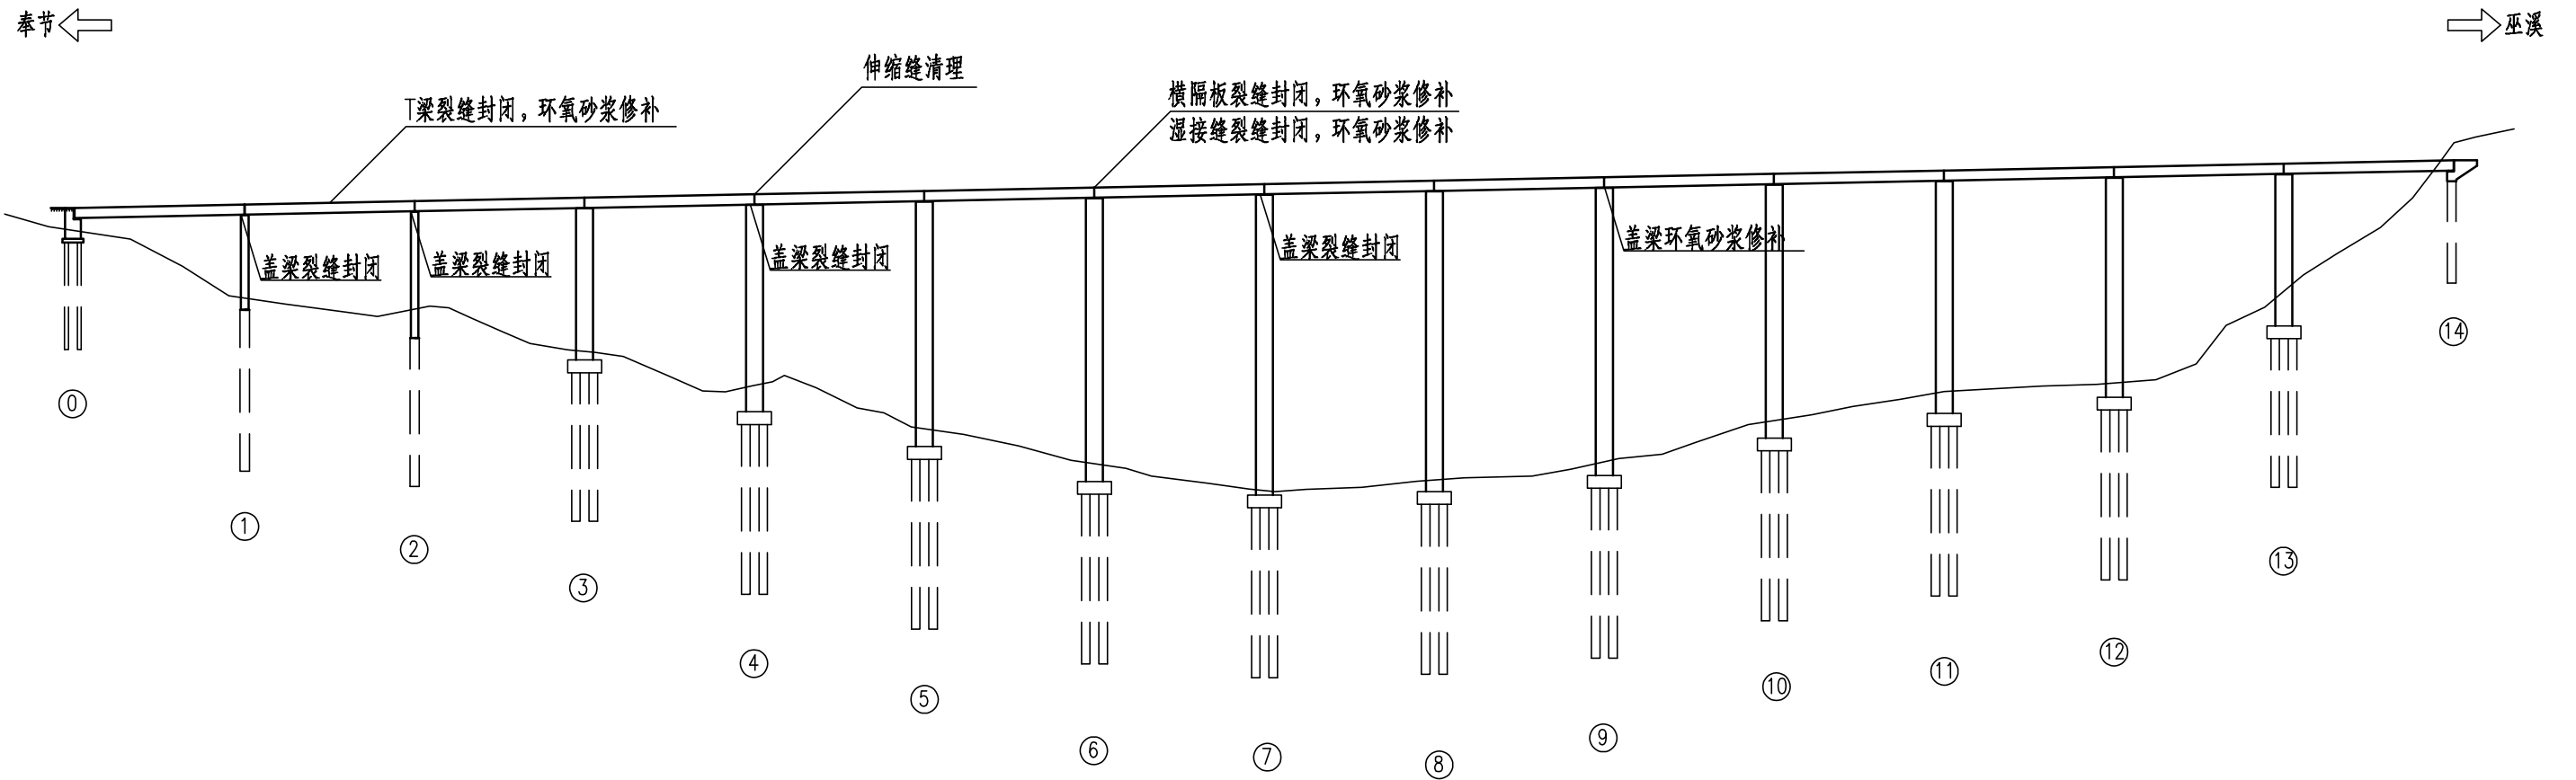 奉节
巫溪
伸缩缝清理
T梁裂缝封闭，环氧砂浆修补
横隔板裂缝封闭，环氧砂浆修补
湿接缝裂缝封闭，环氧砂浆修补
盖梁裂缝封闭
盖梁裂缝封闭
盖梁裂缝封闭
盖梁裂缝封闭
盖梁环氧砂浆修补
0
1
2
3
4
5
6
7
8
9
10
11
12
13
14